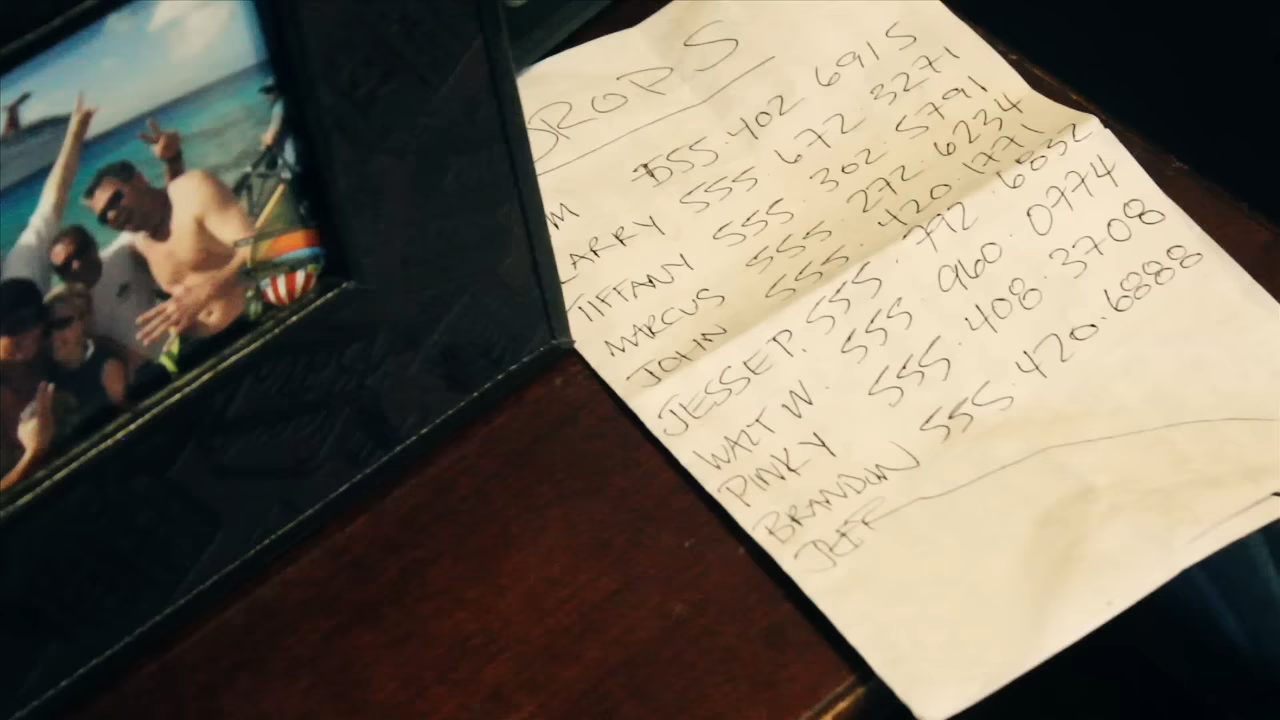 DROPS
M 555.402 6915
LARRY 555 672 3271
TIFFANY 555.302.5791
MARCUS 555 272.6234
JOHN 555.420.1771
JESSE P. 555.772.6032
WALT W. 555 960.0774
PINKY 555.408.3708
BRANDON 555.420.6888
JEFF